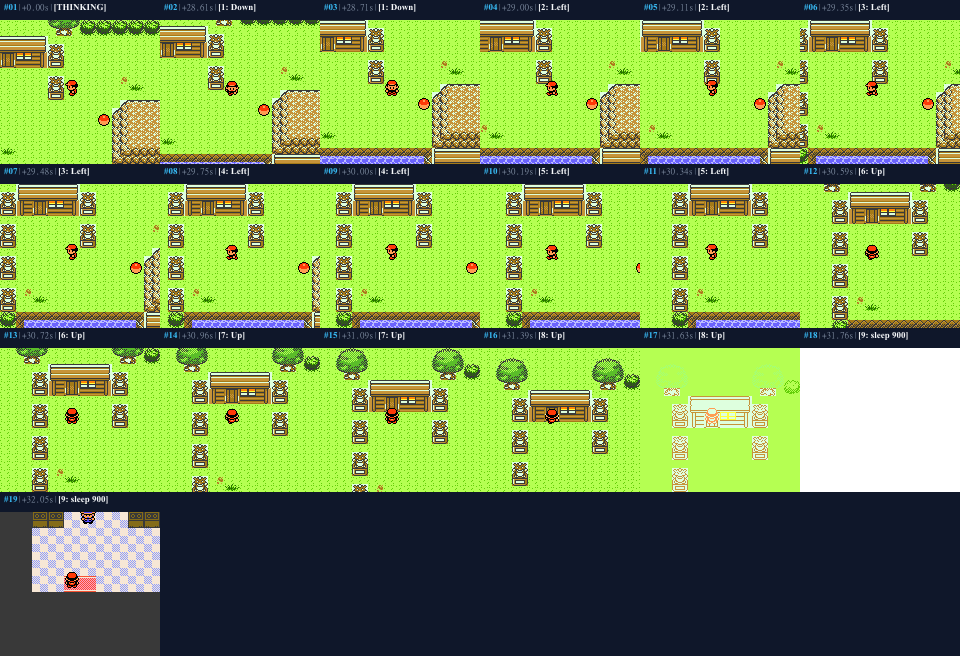 #01|+0.00s|[THINKING]
#02|+28.61s|[1: Down]
#03|+28.71s|[1: Down]
#04|+29.00s|[2: Left]
#05|+29.11s|[2: Left]
#06|+29.35s|[3: Left]
#07|+29.48s|[3: Left]
#08|+29.75s|[4: Left]
#09|+30.00s|[4: Left]
#10|+30.19s|[5: Left]
#11|+30.34s|[5: Left]
#12|+30.59s|[6: Up]
#13|+30.72s|[6: Up]
#14|+30.96s|[7: Up]
#15|+31.09s|[7: Up]
#16|+31.39s|[8: Up]
#17|+31.63s|[8: Up]
#18|+31.76s|[9: sleep 900]
#19|+32.05s|[9: sleep 900]